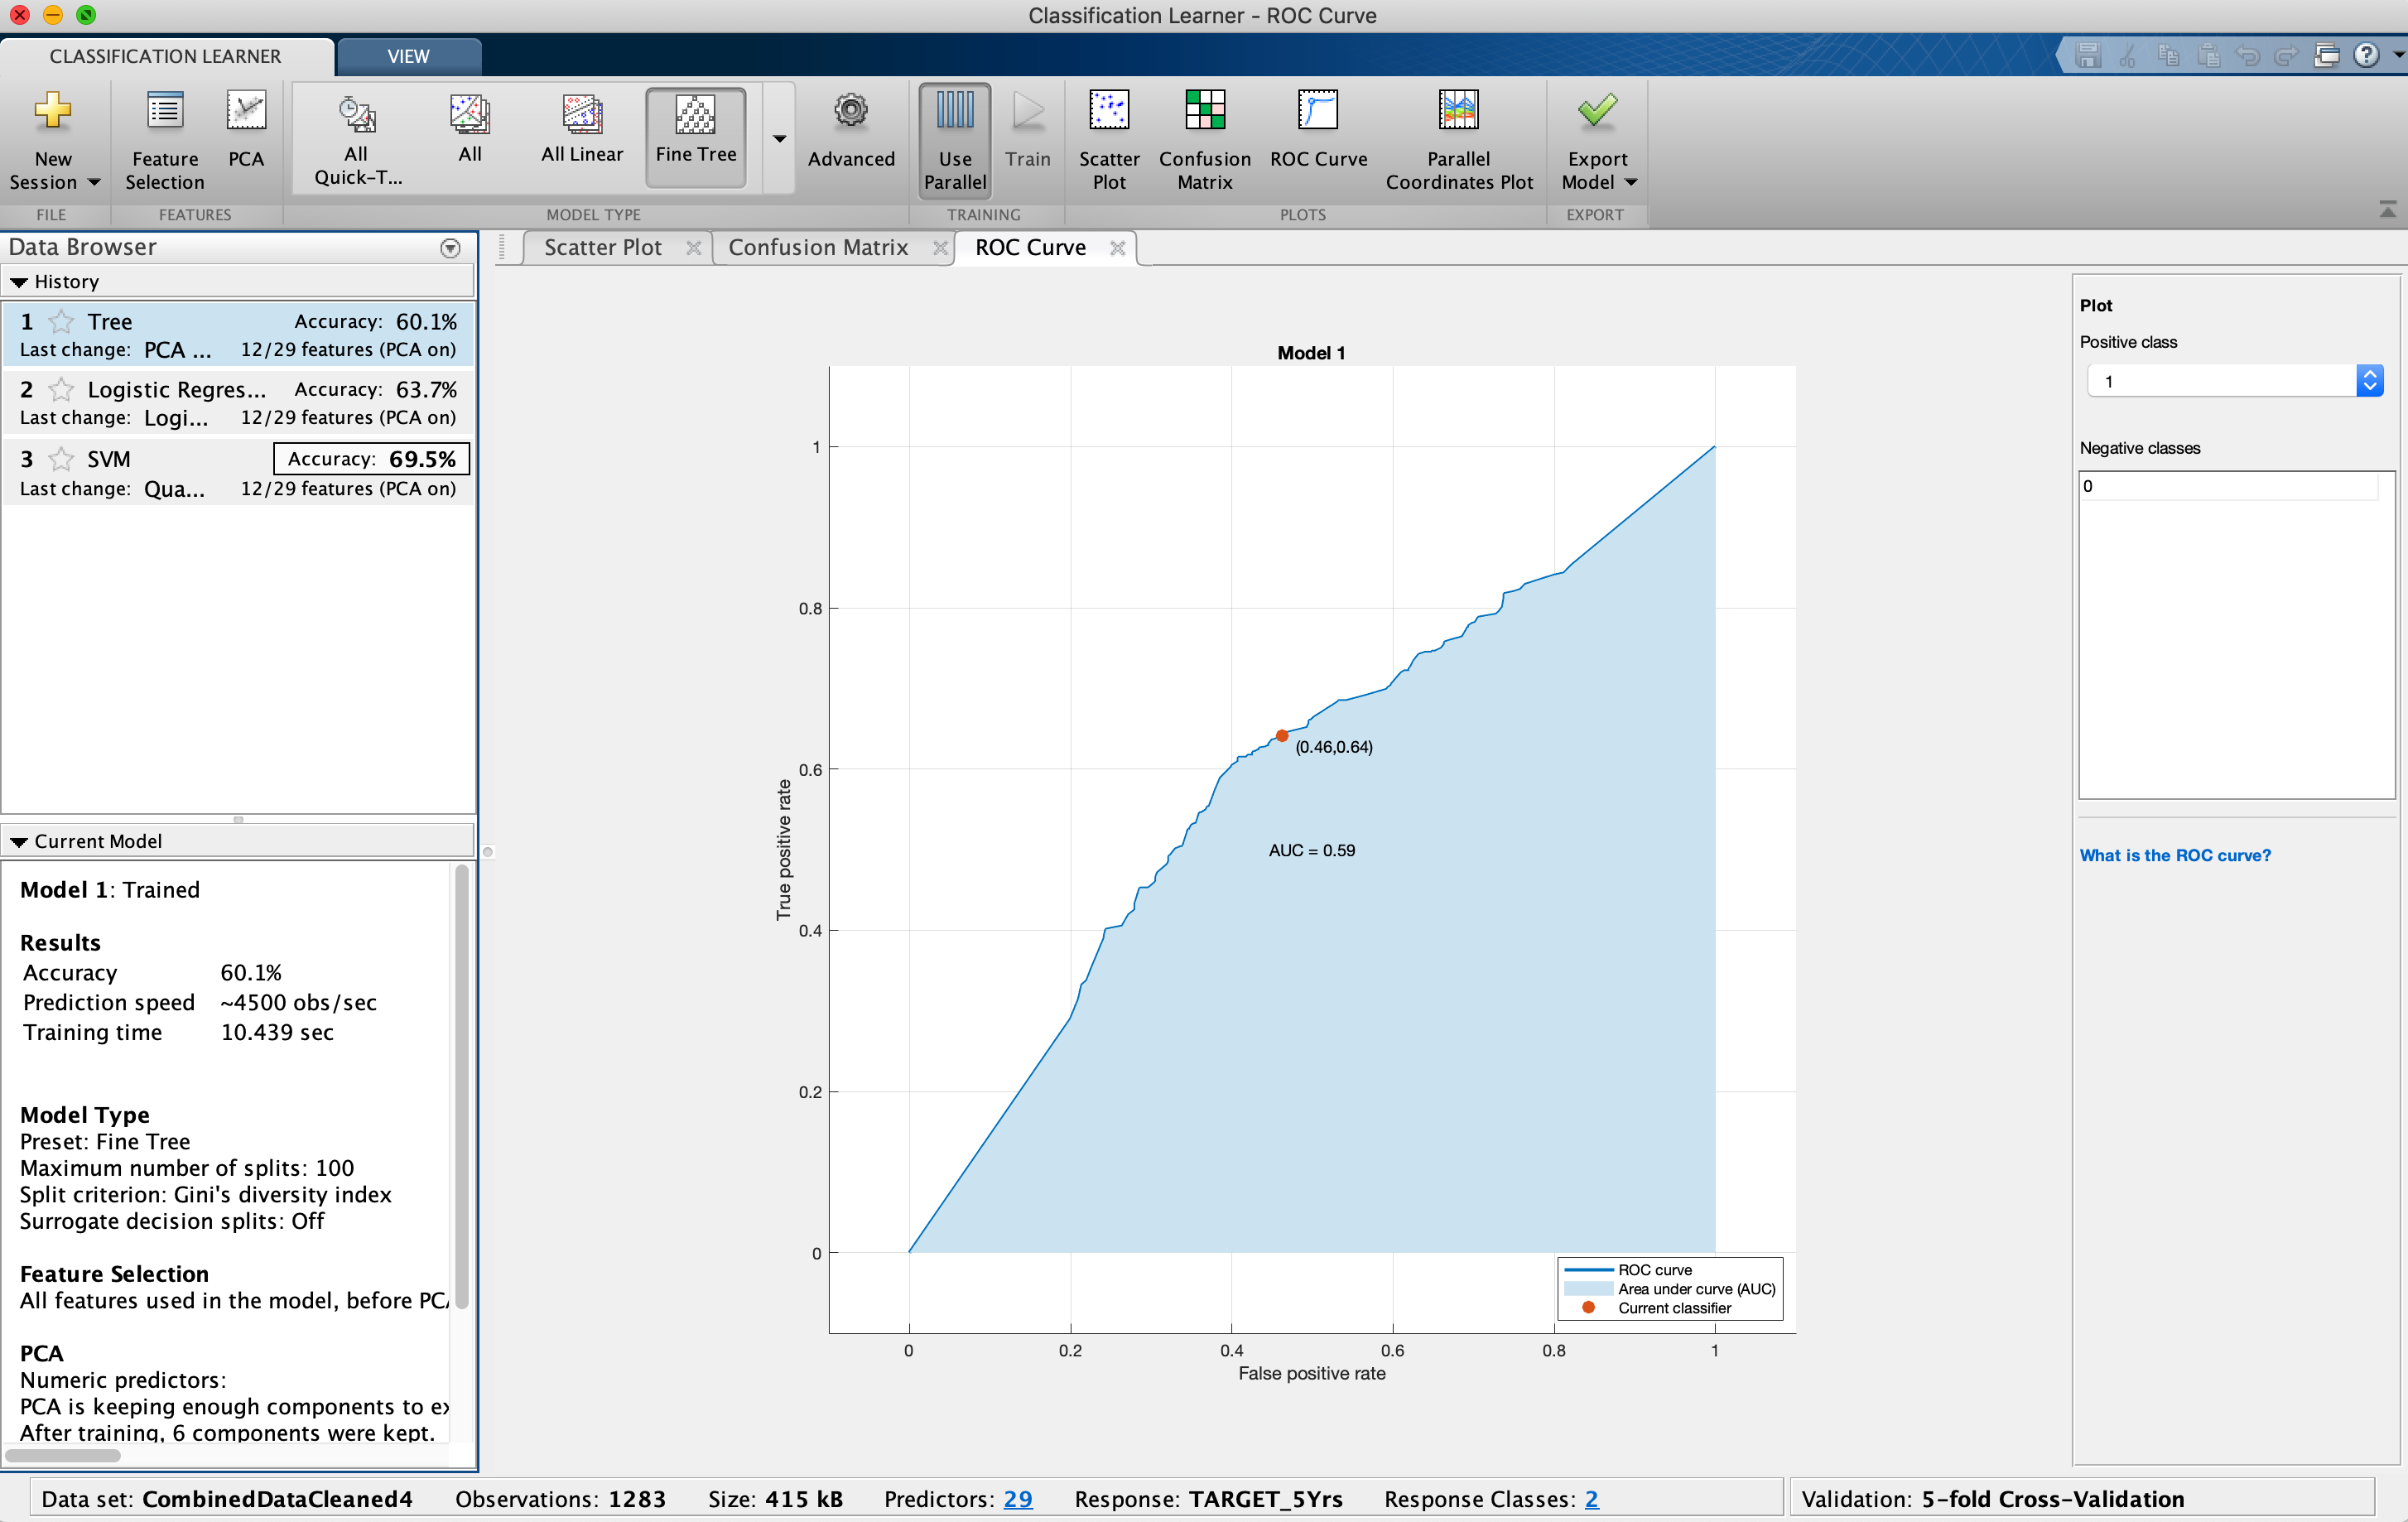 Classification Learner - ROC Curve
CLASSIFICATION LEARNER
VIEW
New Session
Feature Selection
PCA
All Quick-T...
All
All Linear
Fine Tree
Advanced
Use Parallel
Train
Scatter Plot
Confusion Matrix
ROC Curve
Parallel Coordinates Plot
Export Model
FILE
FEATURES
MODEL TYPE
TRAINING
PLOTS
EXPORT
Data Browser
History
1 Tree Accuracy: 60.1%
Last change: PCA ... 12/29 features (PCA on)
2 Logistic Regres... Accuracy: 63.7%
Last change: Logi... 12/29 features (PCA on)
3 SVM Accuracy: 69.5%
Last change: Qua... 12/29 features (PCA on)
Current Model
Model 1: Trained
Results
Accuracy 60.1%
Prediction speed ~4500 obs/sec
Training time 10.439 sec
Model Type
Preset: Fine Tree
Maximum number of splits: 100
Split criterion: Gini's diversity index
Surrogate decision splits: Off
Feature Selection
All features used in the model, before PCA
PCA
Numeric predictors:
PCA is keeping enough components to ex
After training, 6 components were kept.
Scatter Plot
Confusion Matrix
ROC Curve
Model 1
1
0.8
0.6
0.4
0.2
0
True positive rate
(0.46,0.64)
AUC = 0.59
ROC curve
Area under curve (AUC)
Current classifier
0 0.2 0.4 0.6 0.8 1
False positive rate
Plot
Positive class
1
Negative classes
0
What is the ROC curve?
Data set: CombinedDataCleaned4 Observations: 1283 Size: 415 kB Predictors: 29 Response: TARGET_5Yrs Response Classes: 2
Validation: 5-fold Cross-Validation